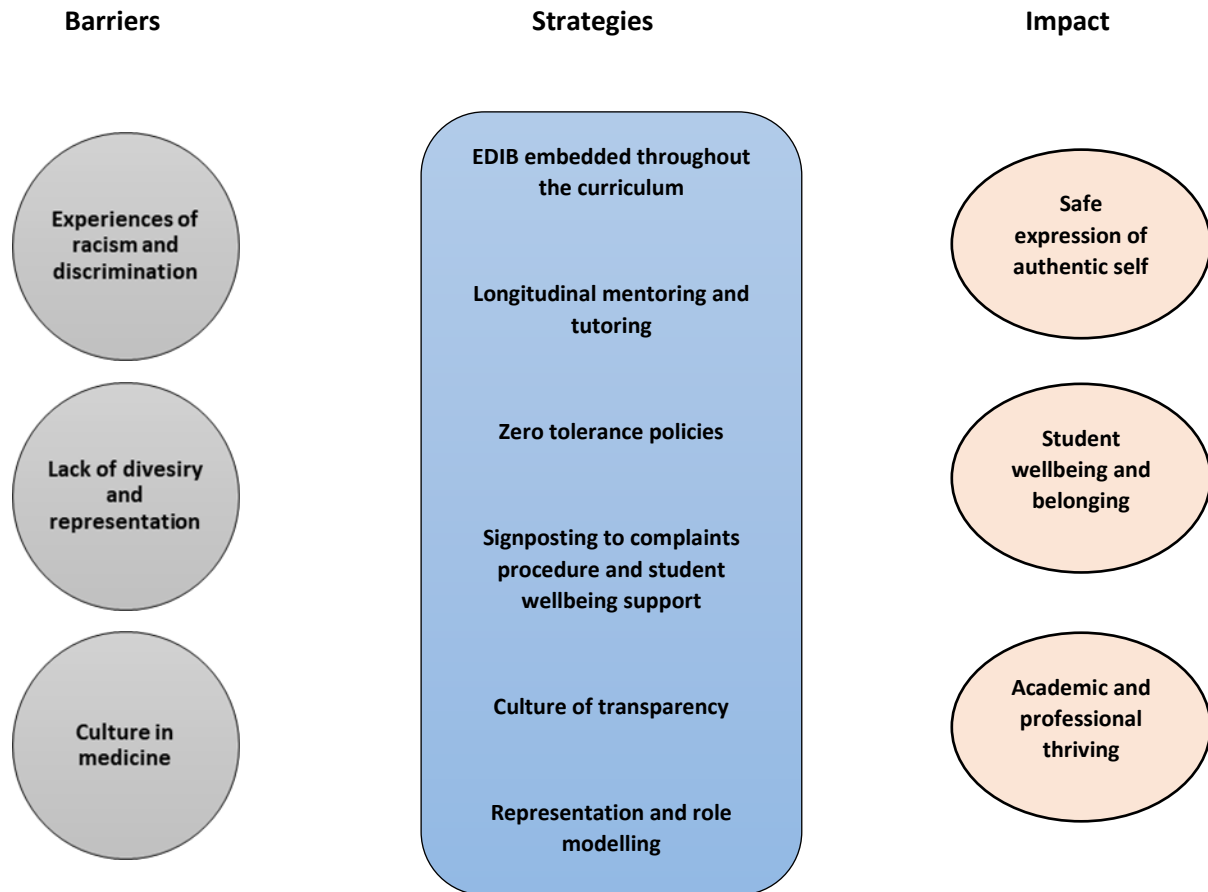 Barriers
Strategies
Impact
Experiences of
racism and
discrimination
Lack of divesiry
and
representation
Culture in
medicine
EDIB embedded throughout
the curriculum
Longitudinal mentoring and
tutoring
Zero tolerance policies
Signposting to complaints
procedure and student
wellbeing support
Culture of transparency
Representation and role
modelling
Safe
expression of
authentic self
Student
wellbeing and
belonging
Academic and
professional
thriving